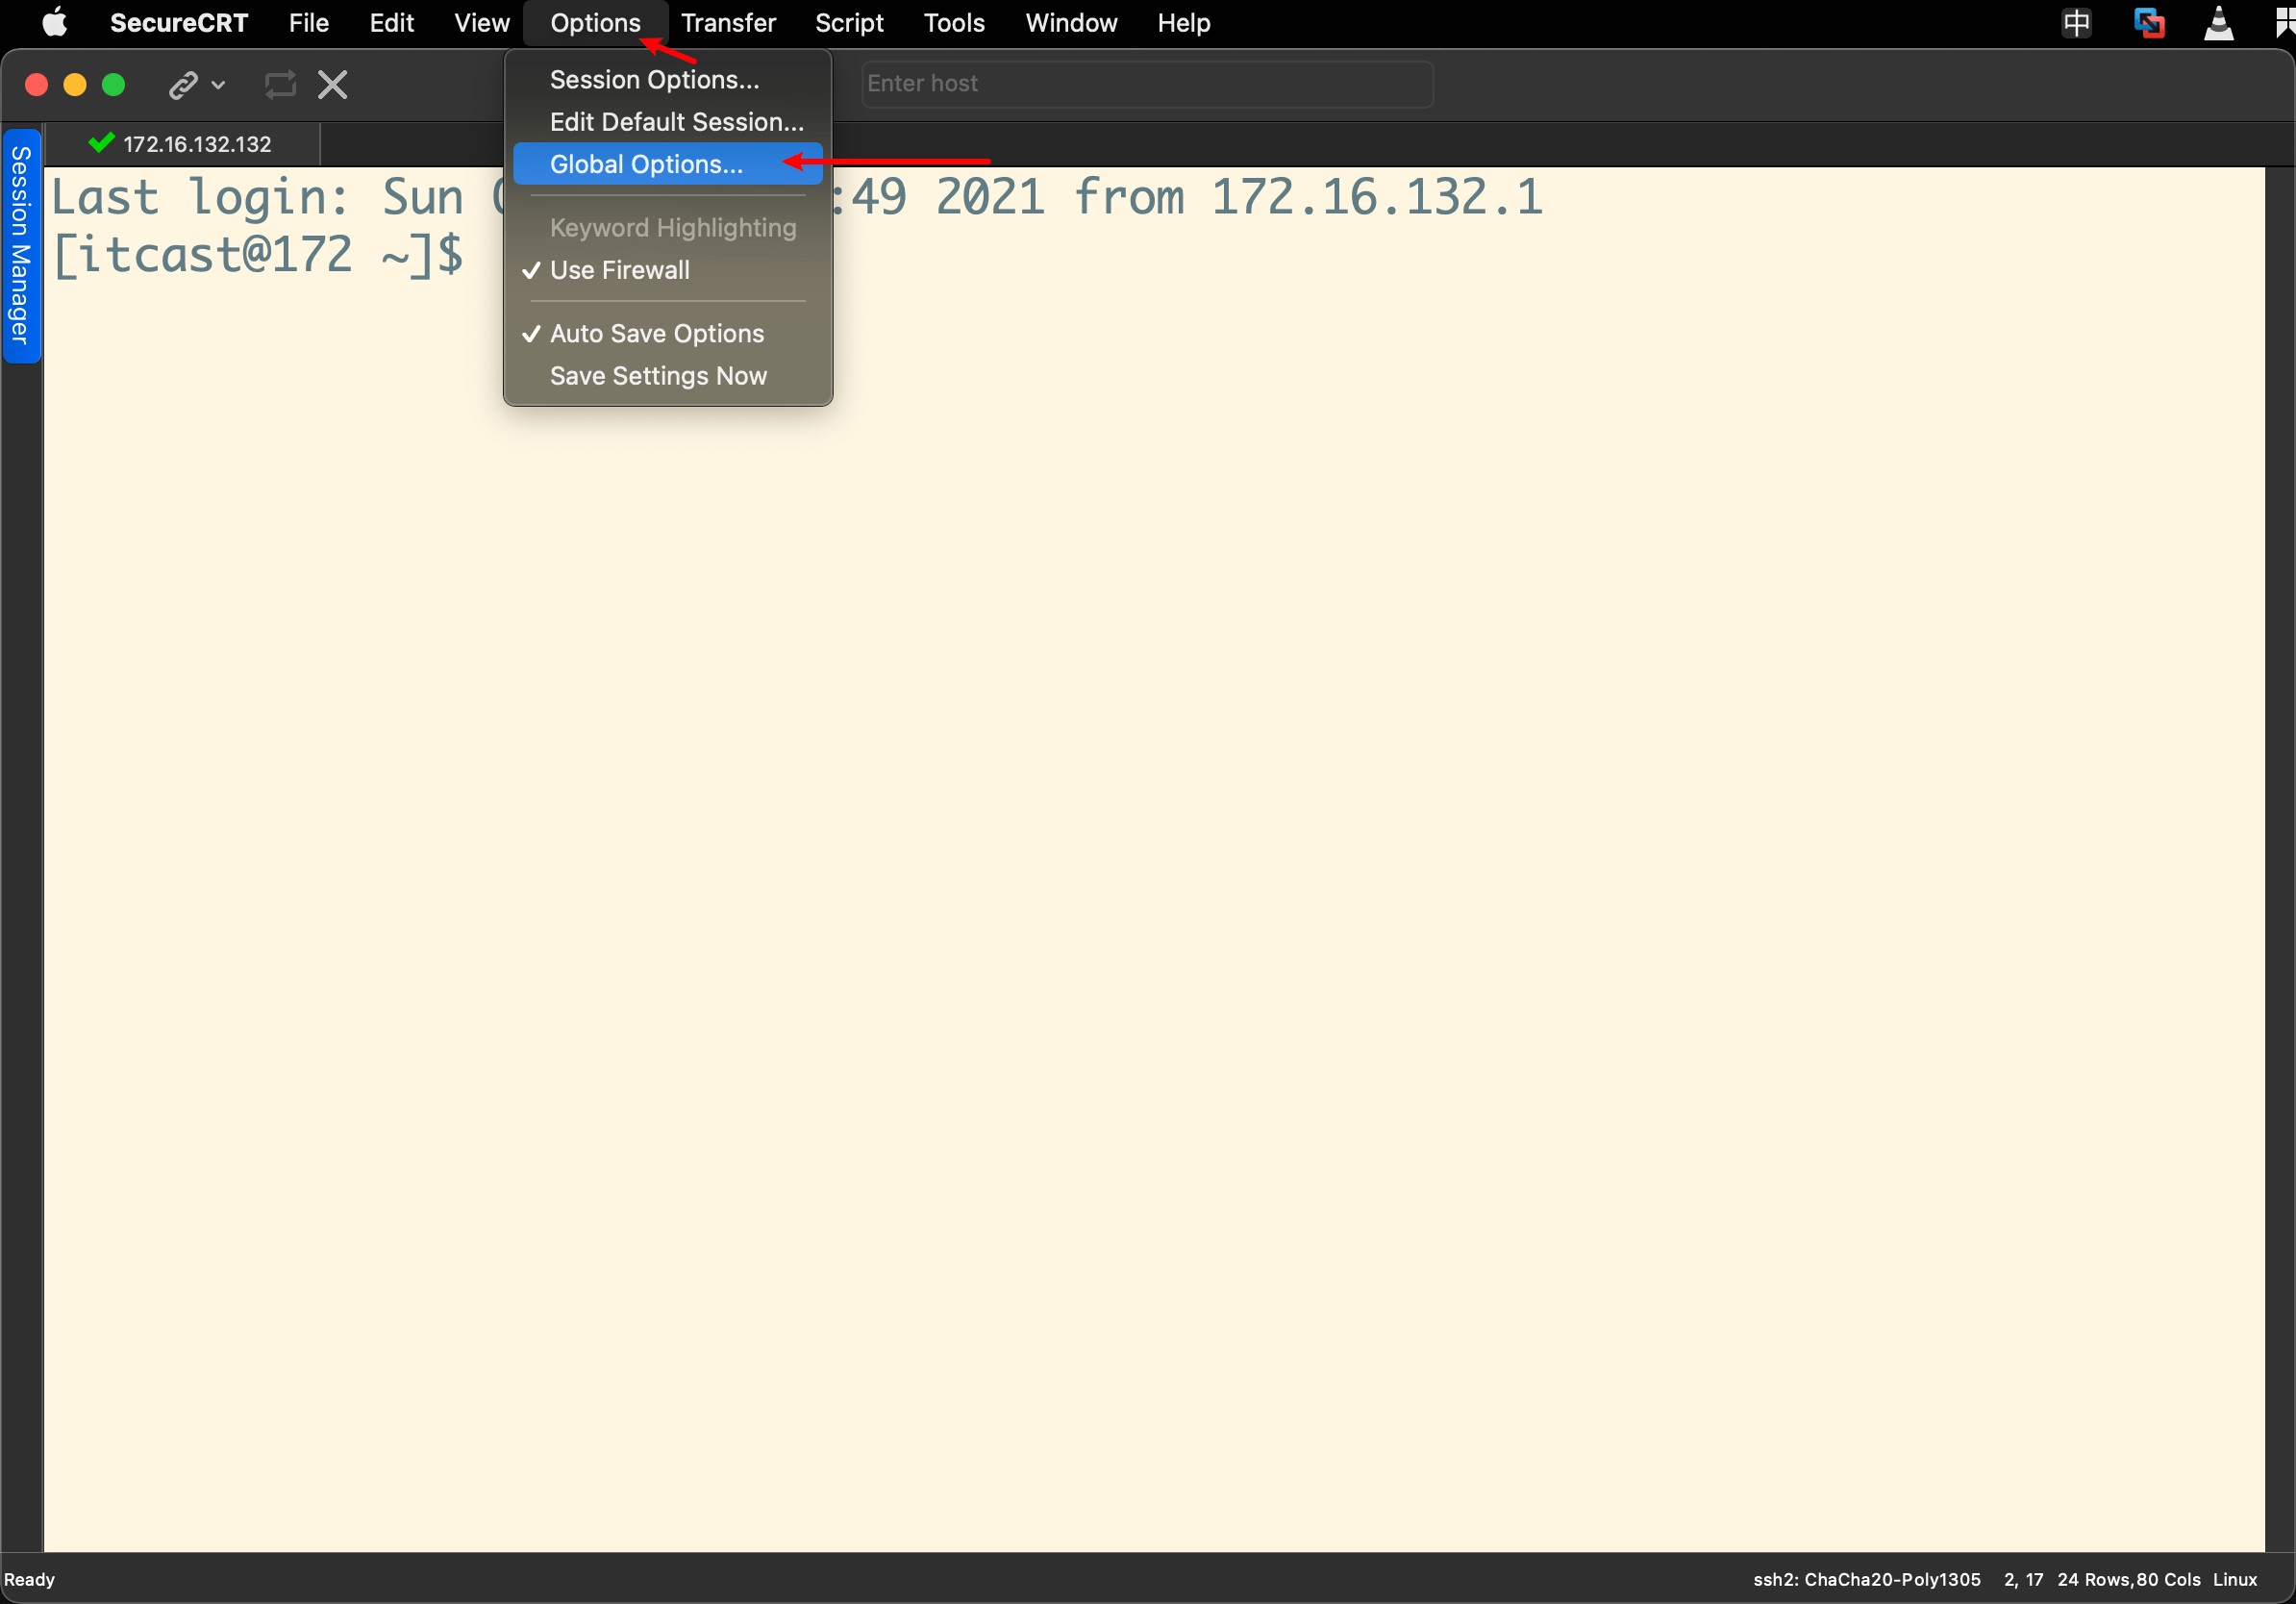 SecureCRT File Edit View Options Transfer Script Tools Window Help 中
Enter host
Session Options...
Edit Default Session...
Global Options...
Keyword Highlighting
✓ Use Firewall
✓ Auto Save Options
Save Settings Now
172.16.132.132
Session Manager
Last login: Sun :49 2021 from 172.16.132.1
[itcast@172 ~]$
Ready ssh2: ChaCha20-Poly1305 2, 17 24 Rows,80 Cols Linux